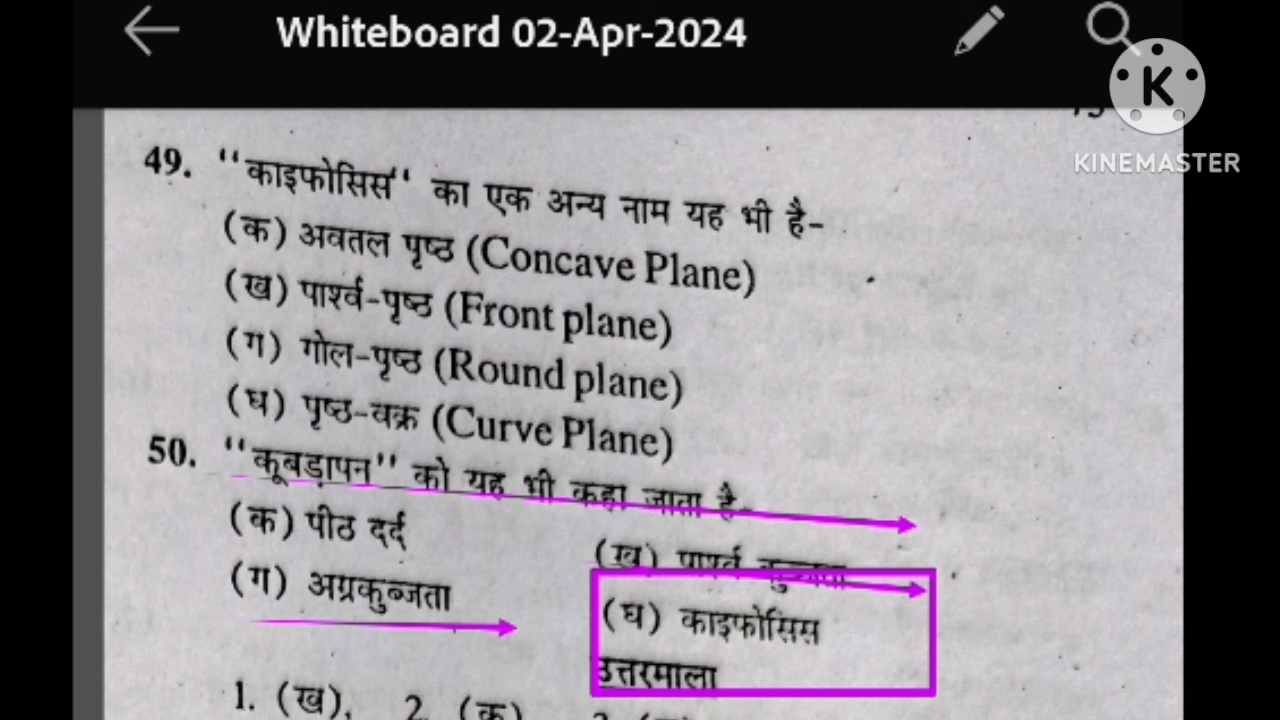 Whiteboard 02-Apr-2024
K
KINEMASTER
49. ‘‘काइफोसिस’’ का एक अन्य नाम यह भी है-
(क) अवतल पृष्ठ (Concave Plane)
(ख) पार्श्व-पृष्ठ (Front plane)
(ग) गोल-पृष्ठ (Round plane)
(घ) पृष्ठ-वक्र (Curve Plane)
50. ‘‘कूबड़ापन’’ को यह भी कहा जाता है-
(क) पीठ दर्द (ख) पार्श्व कुब्जता
(ग) अग्रकुब्जता (घ) काइफोसिस
उत्तरमाला
1. (ख), 2. (क)